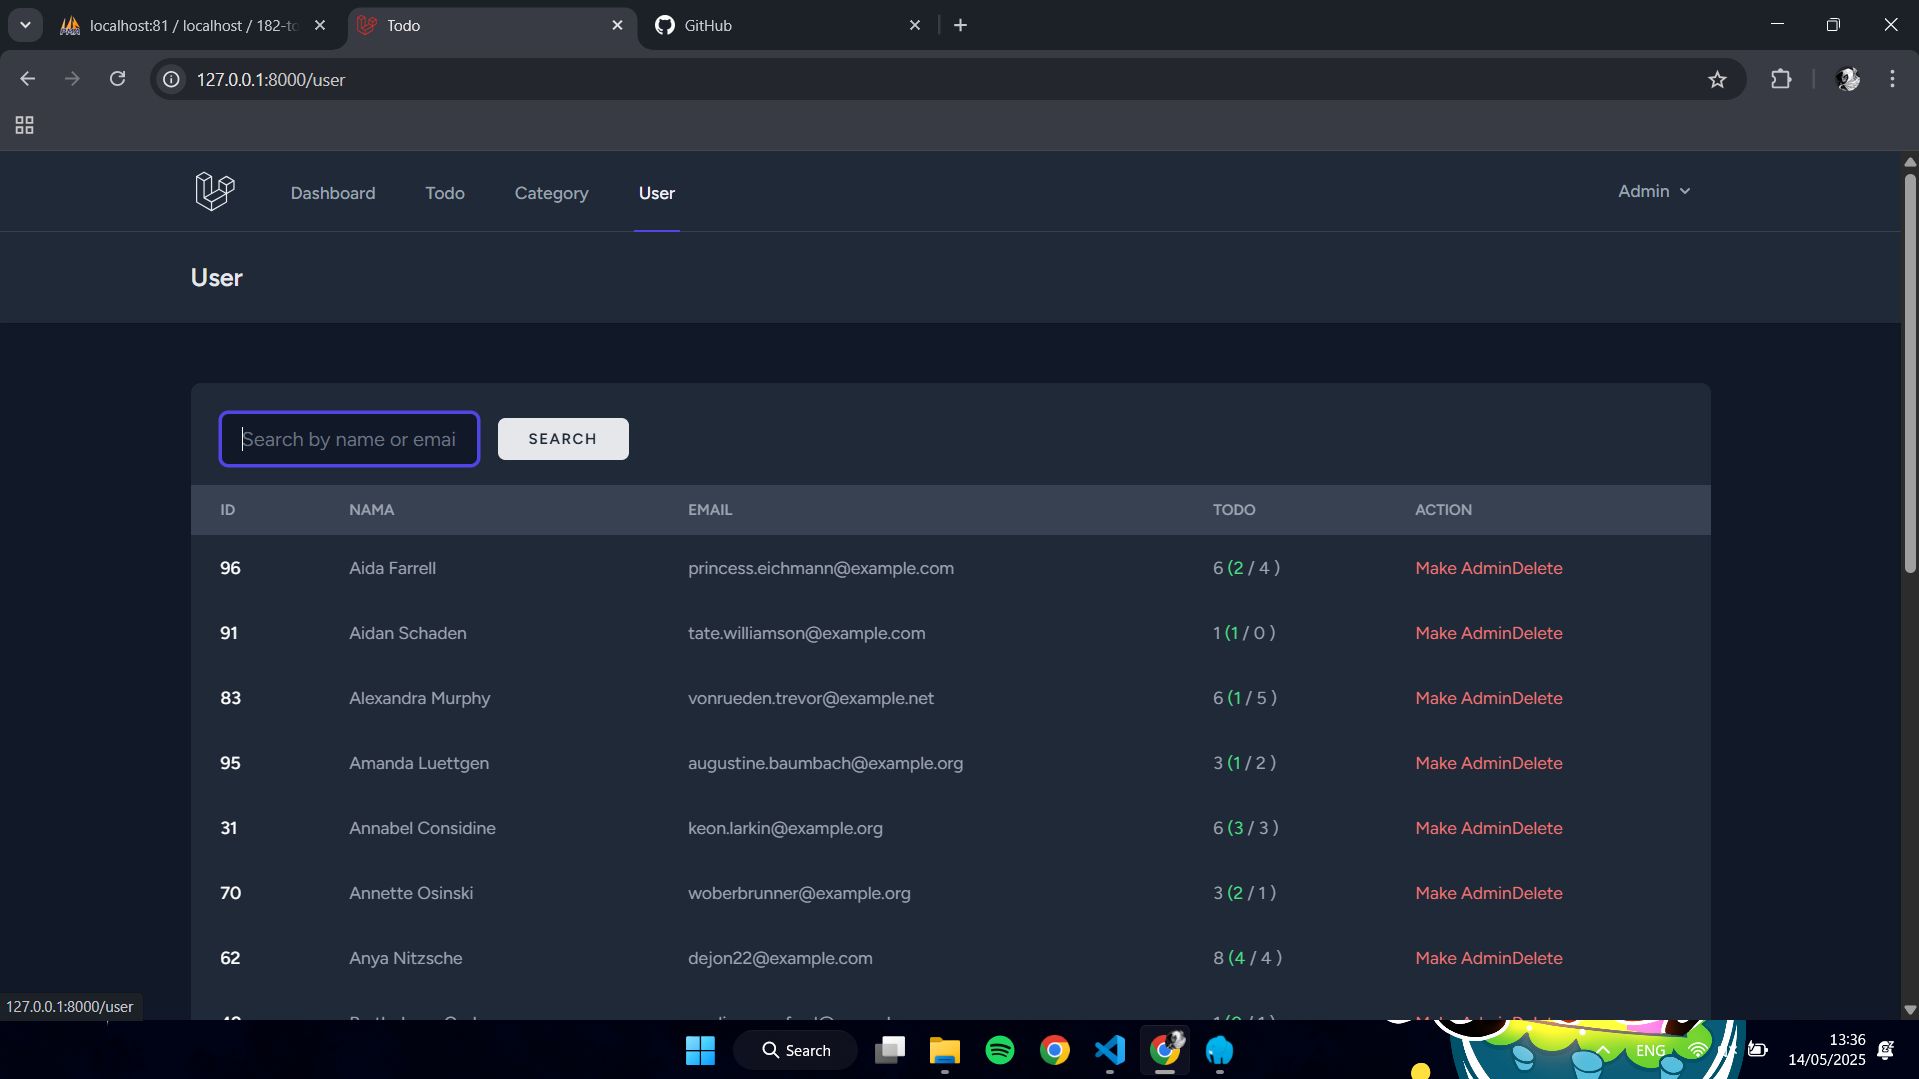 localhost:81 / localhost / 182-to
Todo
GitHub
127.0.0.1:8000/user
Dashboard
Todo
Category
User
Admin
User
Search by name or emai
SEARCH
ID NAMA EMAIL TODO ACTION
96 Aida Farrell princess.eichmann@example.com 6 (2 / 4 ) Make AdminDelete
91 Aidan Schaden tate.williamson@example.com 1 (1 / 0 ) Make AdminDelete
83 Alexandra Murphy vonrueden.trevor@example.net 6 (1 / 5 ) Make AdminDelete
95 Amanda Luettgen augustine.baumbach@example.org 3 (1 / 2 ) Make AdminDelete
31 Annabel Considine keon.larkin@example.org 6 (3 / 3 ) Make AdminDelete
70 Annette Osinski woberbrunner@example.org 3 (2 / 1 ) Make AdminDelete
62 Anya Nitzsche dejon22@example.com 8 (4 / 4 ) Make AdminDelete
127.0.0.1:8000/user
Search
ENG
13:36
14/05/2025